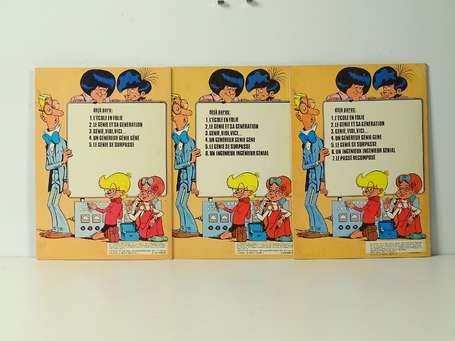 déjà parus:
1. L'ÉCOLE EN FOLIE
2. LE GÉNIE ET SA GÉNÉRATION
3. GÉNIE, VIDI, VICI...
4. UN GÉNÉREUX GÉNIE GÊNÉ
5. LE GÉNIE SE SURPASSE
déjà parus:
1. L'ÉCOLE EN FOLIE
2. LE GÉNIE ET SA GÉNÉRATION
3. GÉNIE, VIDI, VICI...
4. UN GÉNÉREUX GÉNIE GÊNÉ
5. LE GÉNIE SE SURPASSE
6. UN INGÉNIEUX INGÉNIEUR GÉNIAL
déjà parus:
1. L'ÉCOLE EN FOLIE
2. LE GÉNIE ET SA GÉNÉRATION
3. GÉNIE, VIDI, VICI...
4. UN GÉNÉREUX GÉNIE GÊNÉ
5. LE GÉNIE SE SURPASSE
6. UN INGÉNIEUX INGÉNIEUR GÉNIAL
7. LE PASSÉ RECOMPOSÉ